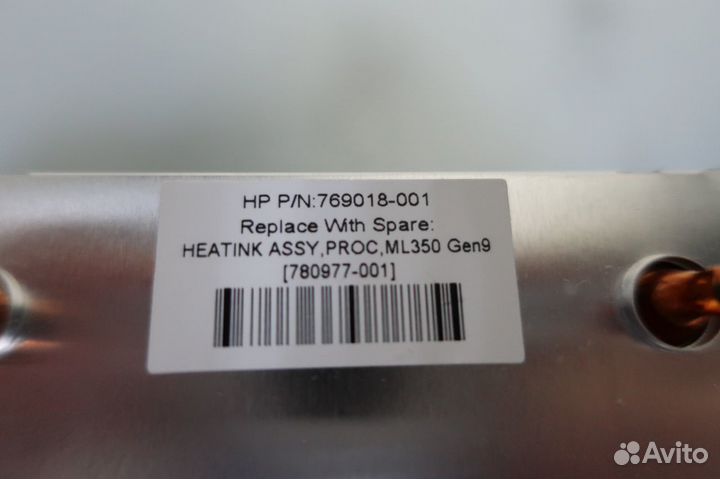 HP P/N:769018-001
Replace With Spare:
HEATINK ASSY,PROC,ML350 Gen9
[780977-001]
Avito